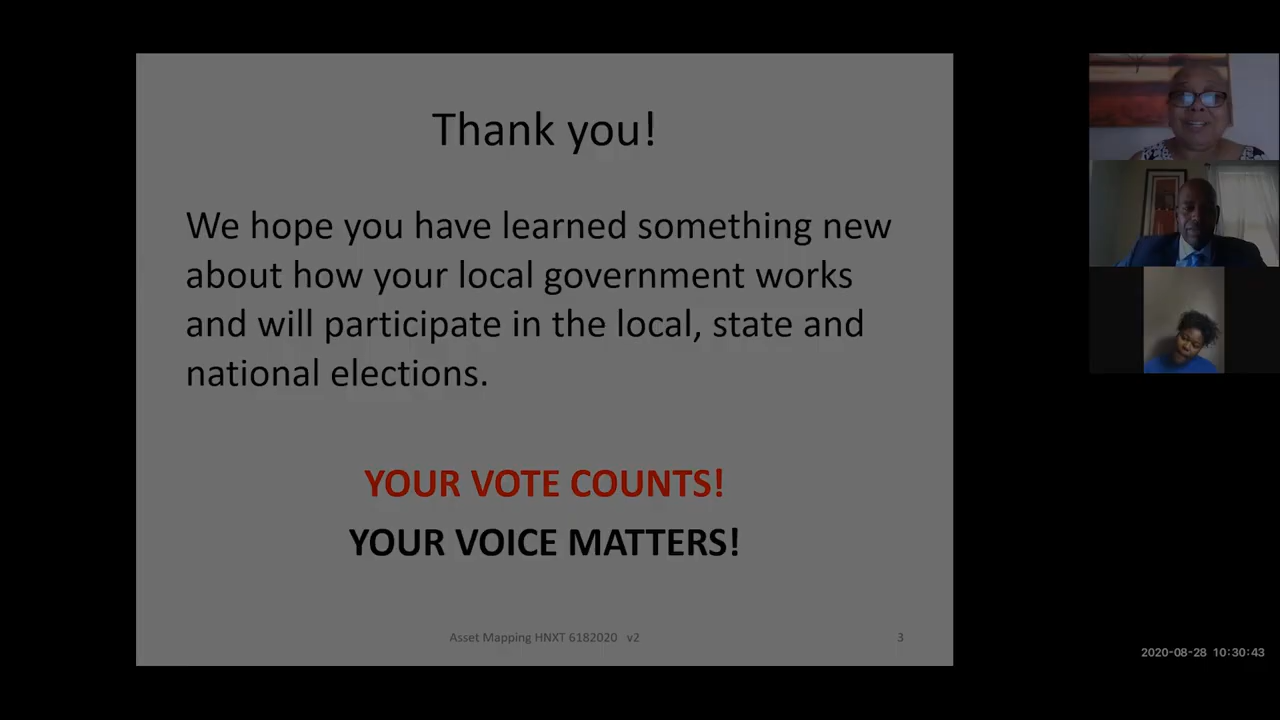 Thank you!
We hope you have learned something new
about how your local government works
and will participate in the local, state and
national elections.
YOUR VOTE COUNTS!
YOUR VOICE MATTERS!
Asset Mapping HNXT 6182020 v2
3
2020-08-28 10:30:43